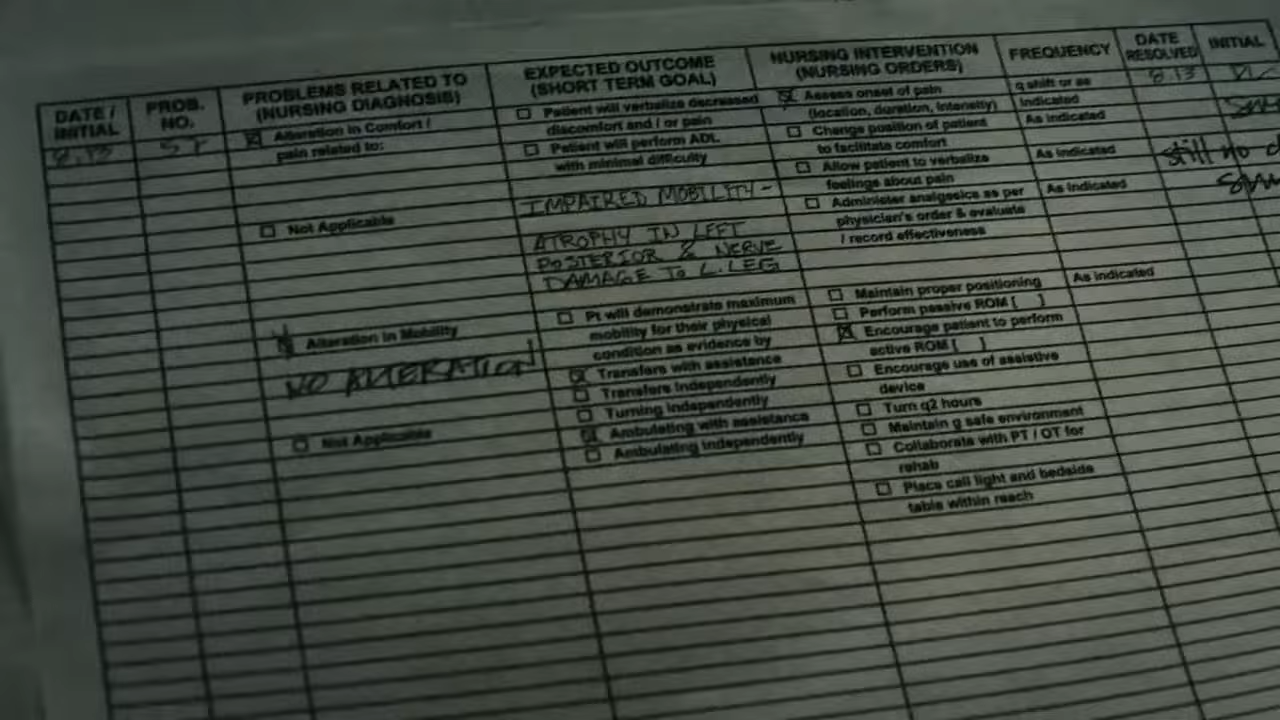 DATE / INITIAL
PROB. NO.
PROBLEMS RELATED TO (NURSING DIAGNOSIS)
EXPECTED OUTCOME (SHORT TERM GOAL)
NURSING INTERVENTION (NURSING ORDERS)
FREQUENCY
DATE RESOLVED
INITIAL
8.13
Alteration in Comfort /
pain related to:
Not Applicable
Alteration in Mobility
Not Applicable
Patient will verbalize decreased
discomfort and / or pain
Patient will perform ADL
with minimal difficulty
IMPAIRED MOBILITY -
ATROPHY IN LEFT
POSTERIOR & NERVE
DAMAGE TO L. LEG
Pt will demonstrate maximum
mobility for their physical
condition as evidence by
Transfers with assistance
Transfers Independently
Turning Independently
Ambulating with assistance
Ambulating Independently
Assess onset of pain
(location, duration, intensity)
Change position of patient
to facilitate comfort
Allow patient to verbalize
feelings about pain
Administer analgesics as per
physician's order & evaluate
/ record effectiveness
Maintain proper positioning
Perform passive ROM [ ]
Encourage patient to perform
active ROM [ ]
Encourage use of assistive
device
Turn q2 hours
Maintain g safe environment
Collaborate with PT / OT for
rehab
Place call light and bedside
table within reach
q shift or as
Indicated
As indicated
As Indicated
As Indicated
As indicated
8.13
still no